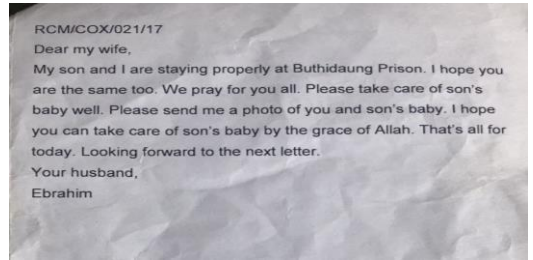 RCM/COX/021/17
Dear my wife,
My son and I are staying properly at Buthidaung Prison. I hope you
are the same too. We pray for you all. Please take care of son's
baby well. Please send me a photo of you and son's baby. I hope
you can take care of son's baby by the grace of Allah. That's all for
today. Looking forward to the next letter.
Your husband,
Ebrahim